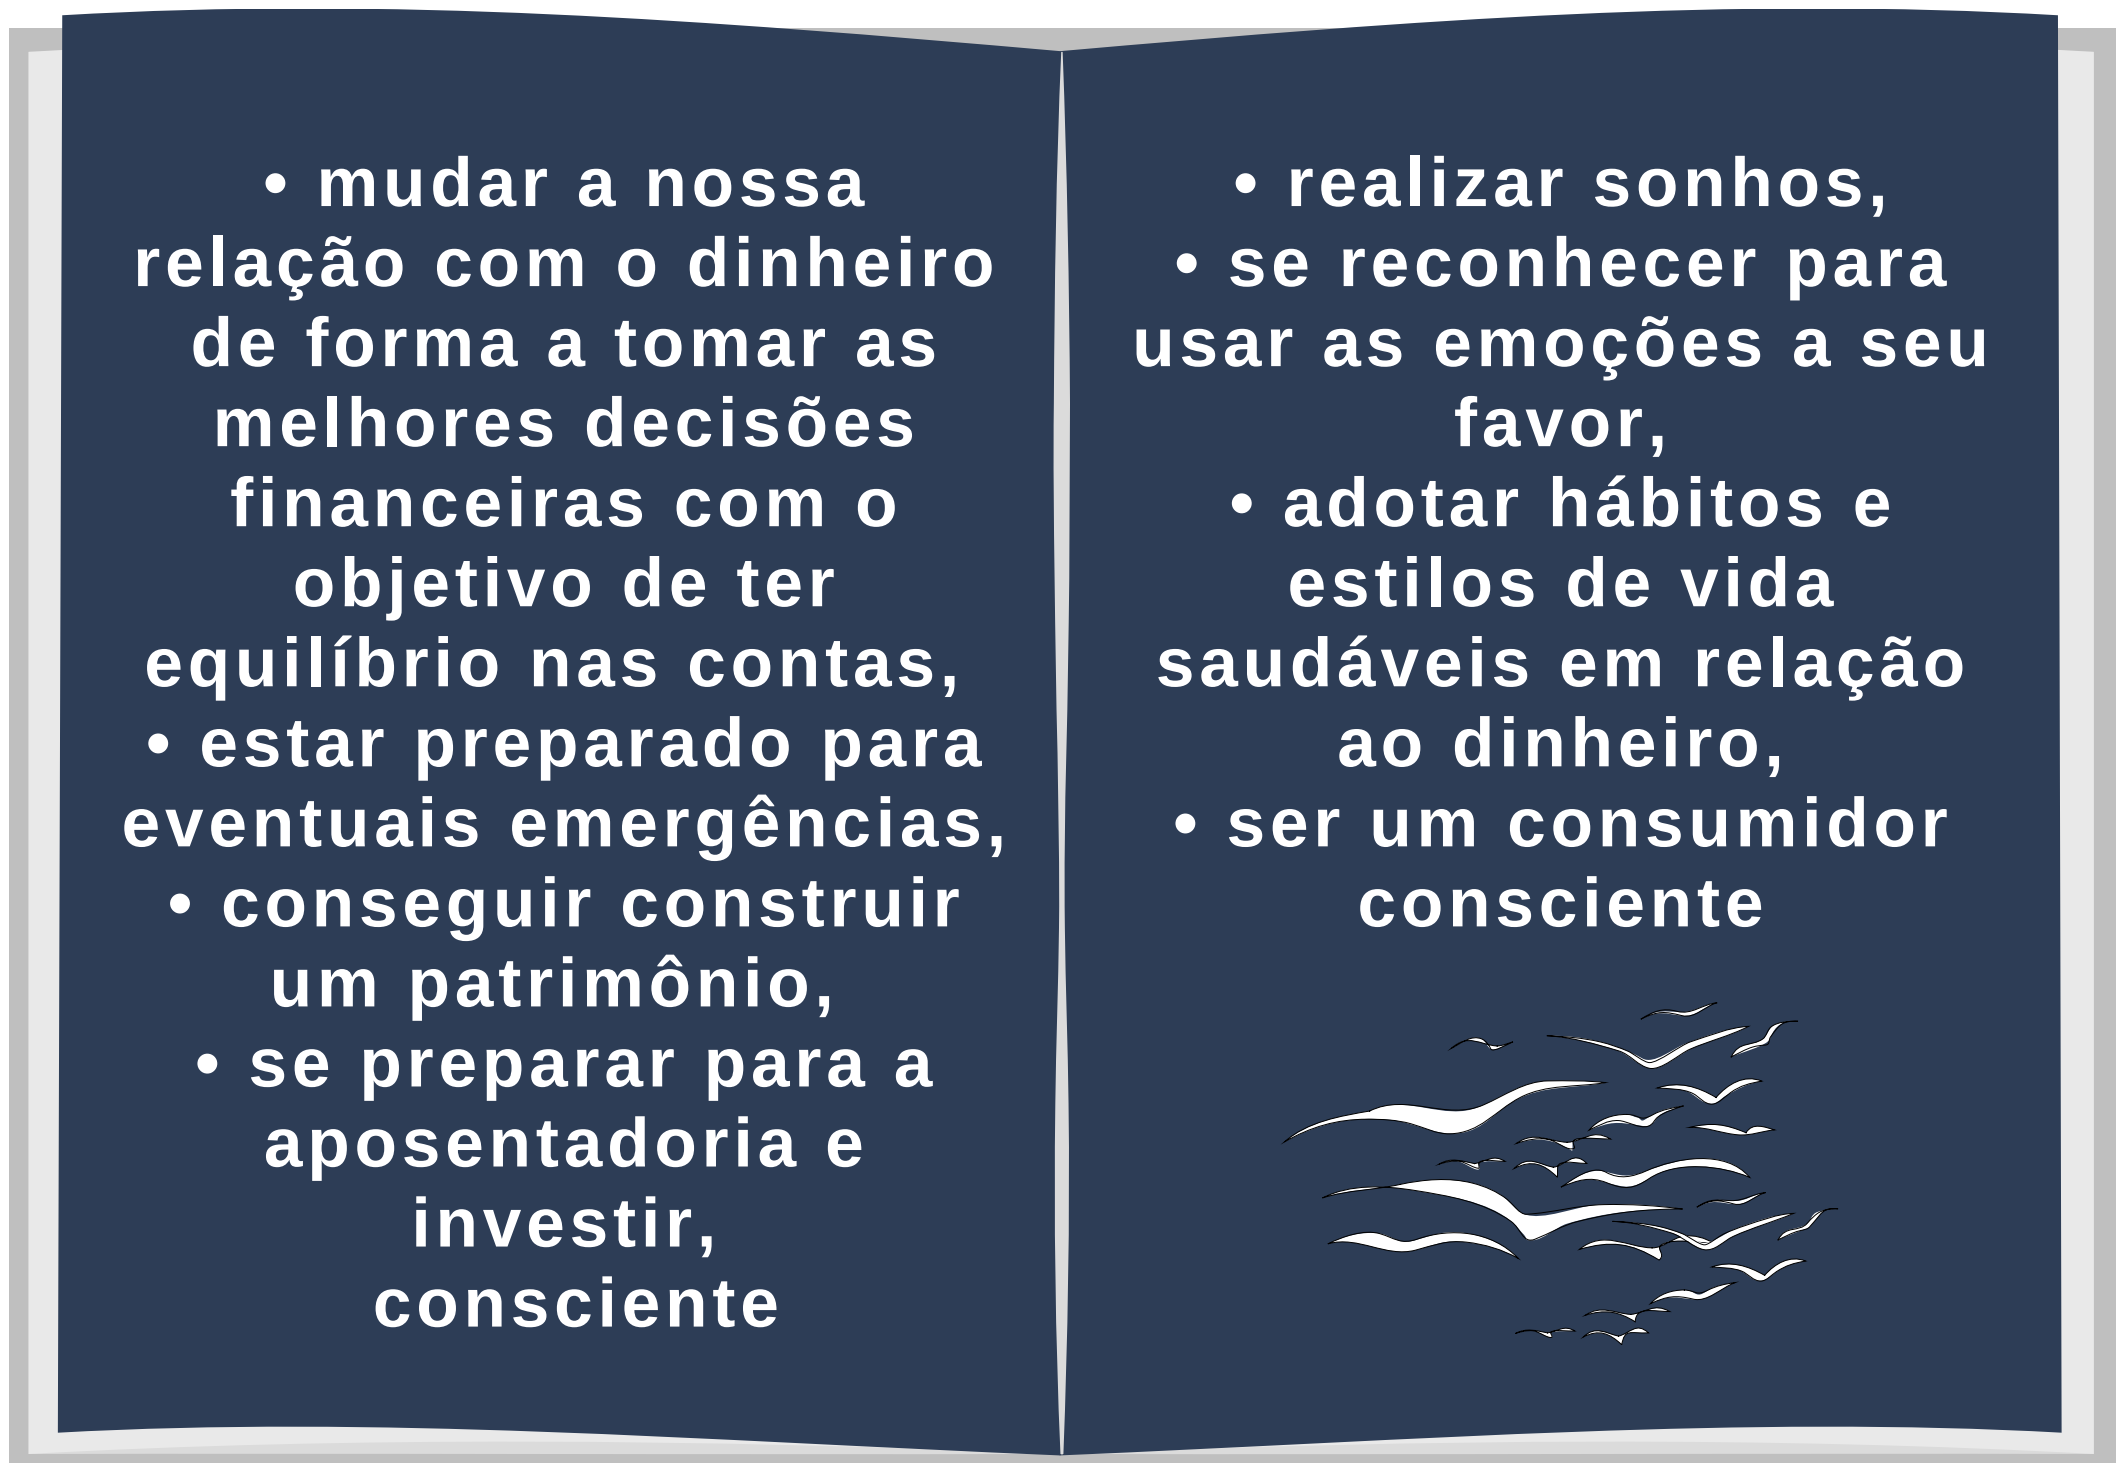 • mudar a nossa
relação com o dinheiro
de forma a tomar as
melhores decisões
financeiras com o
objetivo de ter
equilíbrio nas contas,
• estar preparado para
eventuais emergências,
• conseguir construir
um patrimônio,
• se preparar para a
aposentadoria e
investir,
consciente
• realizar sonhos,
• se reconhecer para
usar as emoções a seu
favor,
• adotar hábitos e
estilos de vida
saudáveis em relação
ao dinheiro,
• ser um consumidor
consciente